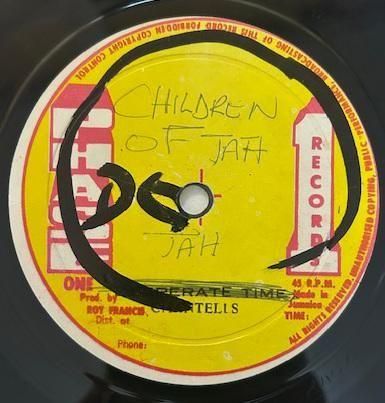 ALL RIGHTS RESERVED. UNAUTHORISED COPYING, PUBLIC PERFORMANCE, BROADCASTING OF THIS RECORD FORBIDDEN COPYRIGHT CONTROL
CHILDREN
OF JAH
RECORDS
JAH
ONE
TIME
Prod. by
ROY FRANCIS
Dist. at
Phone:
45 R.P.M.
Made in
Jamaica
TIME: